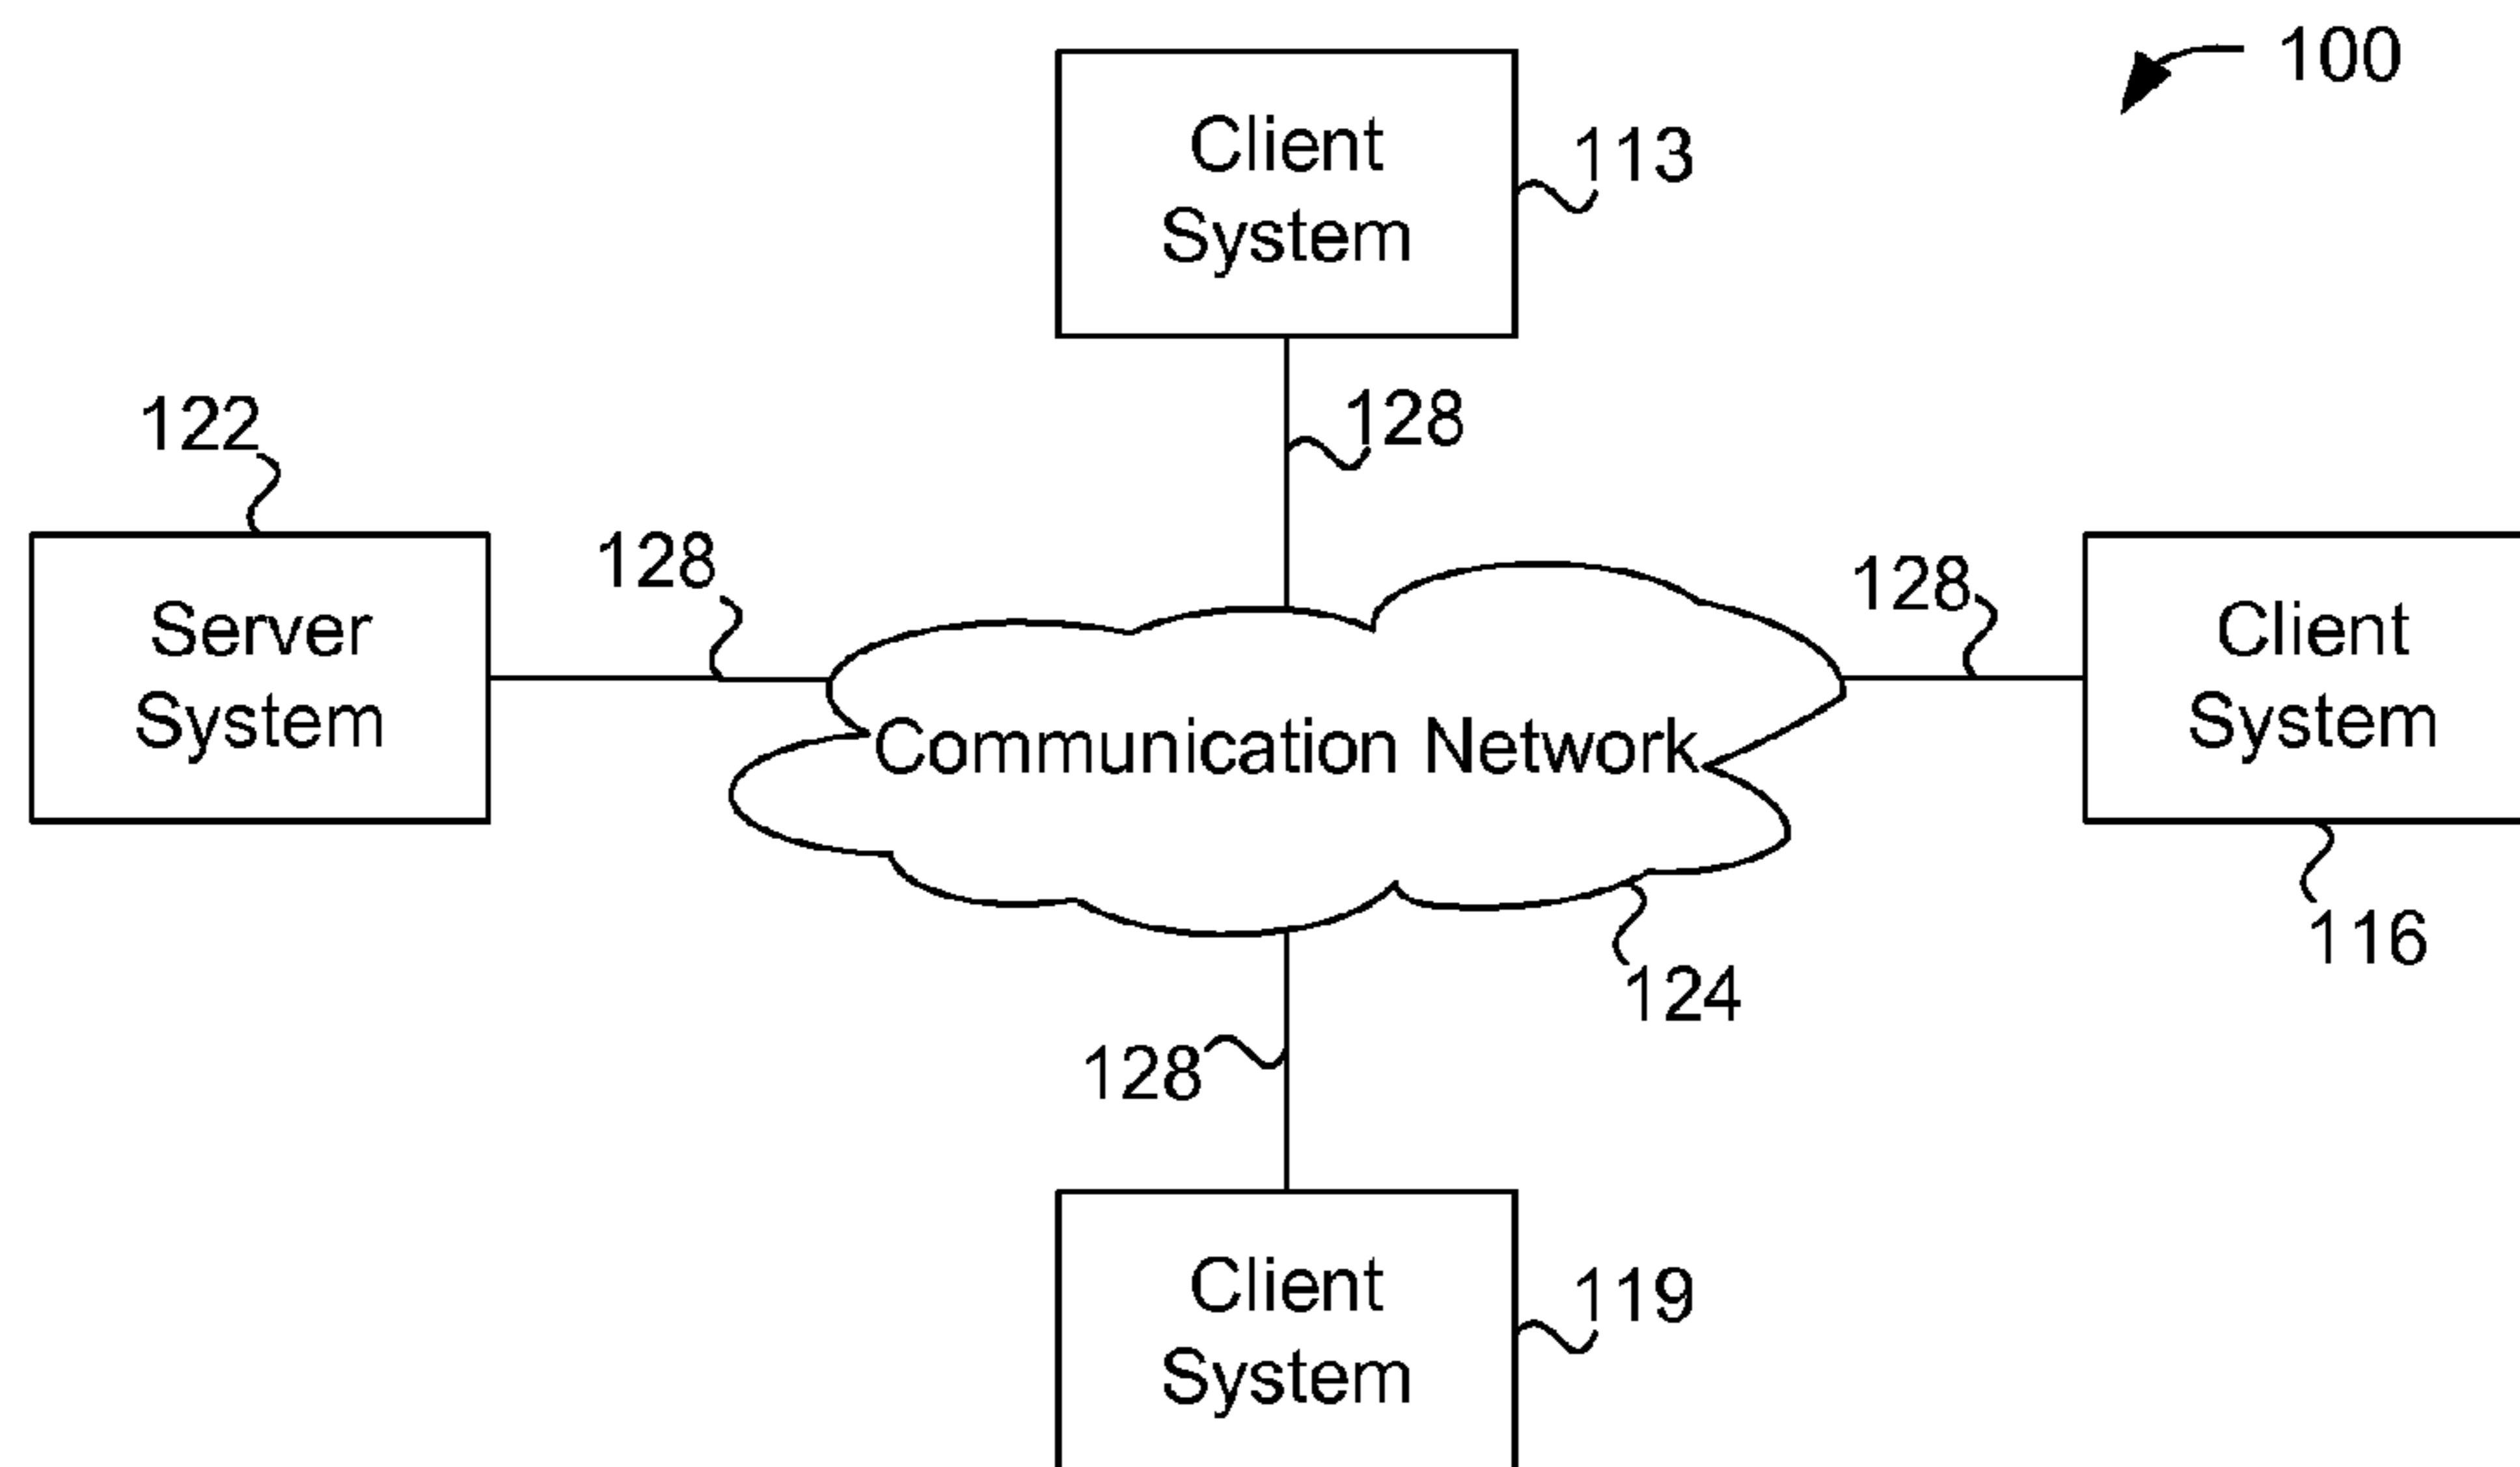 100
Client
System
113
128
122
128
128
Server
System
Client
System
Communication Network
116
124
128
Client
System
119